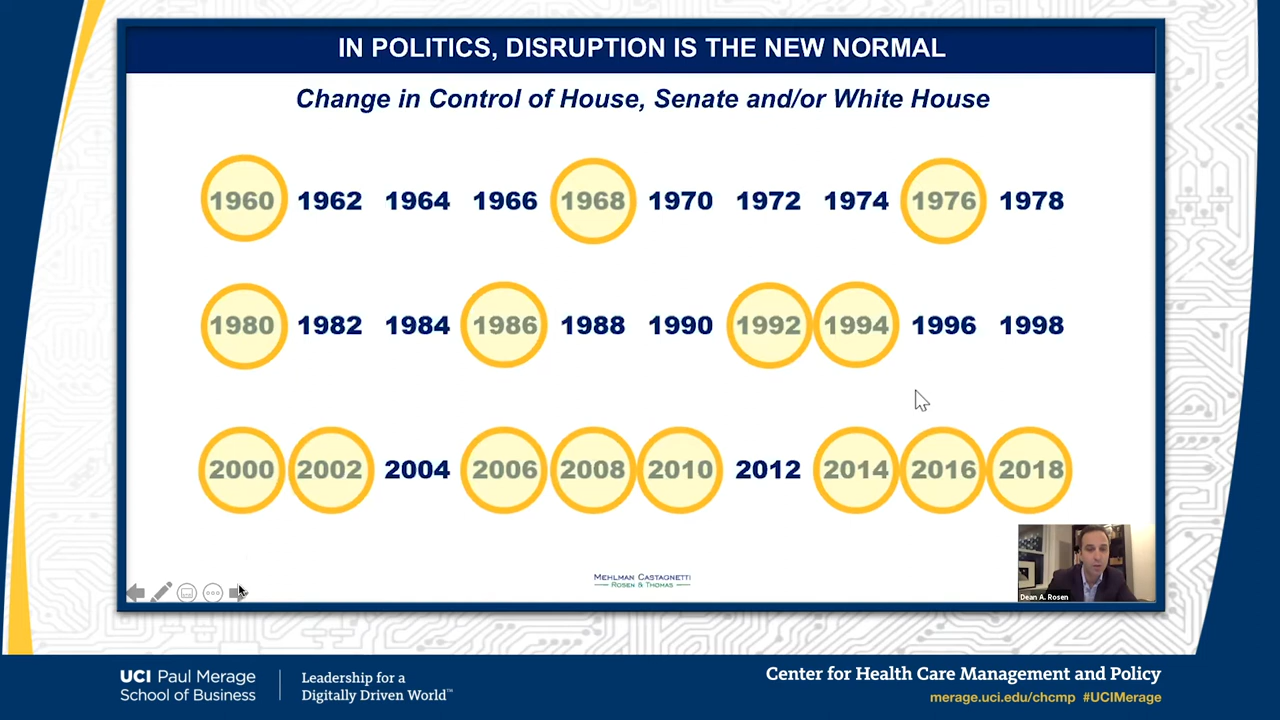 IN POLITICS, DISRUPTION IS THE NEW NORMAL
Change in Control of House, Senate and/or White House
1960 1962 1964 1966 1968 1970 1972 1974 1976 1978
1980 1982 1984 1986 1988 1990 1992 1994 1996 1998
2000 2002 2004 2006 2008 2010 2012 2014 2016 2018
MEHLMAN CASTAGNETTI
ROSEN & THOMAS
Dean A. Rosen
UCI Paul Merage
School of Business
Leadership for a
Digitally Driven World™
Center for Health Care Management and Policy
merage.uci.edu/chcmp #UCIMerage